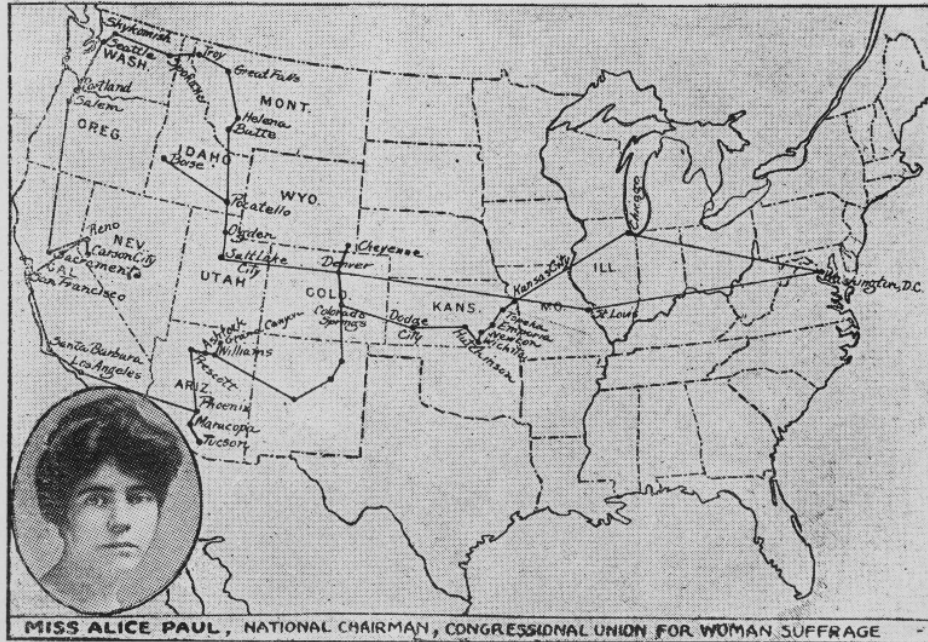 Skykomish
Seattle
WASH.
Spokane
Troy
Great Falls
MONT.
Helena
Butte
Portland
Salem
OREG.
IDAHO
Boise
WYO.
Pocatello
Ogden
Salt Lake
City
UTAH
Reno
NEV.
Carson City
Sacramento
CAL.
San Francisco
Cheyenne
Denver
COLO.
Colorado
Springs
KANS.
Dodge
City
Hutchinson
Kansas City
Topeka
Emporia
Newton
Wichita
MO.
St Louis
ILL.
Chicago
Washington, D.C.
Santa Barbara
Los Angeles
Grand Canyon
Williams
Prescott
ARIZ.
Phoenix
Maricopa
Tucson
MISS ALICE PAUL, NATIONAL CHAIRMAN, CONGRESSIONAL UNION FOR WOMAN SUFFRAGE